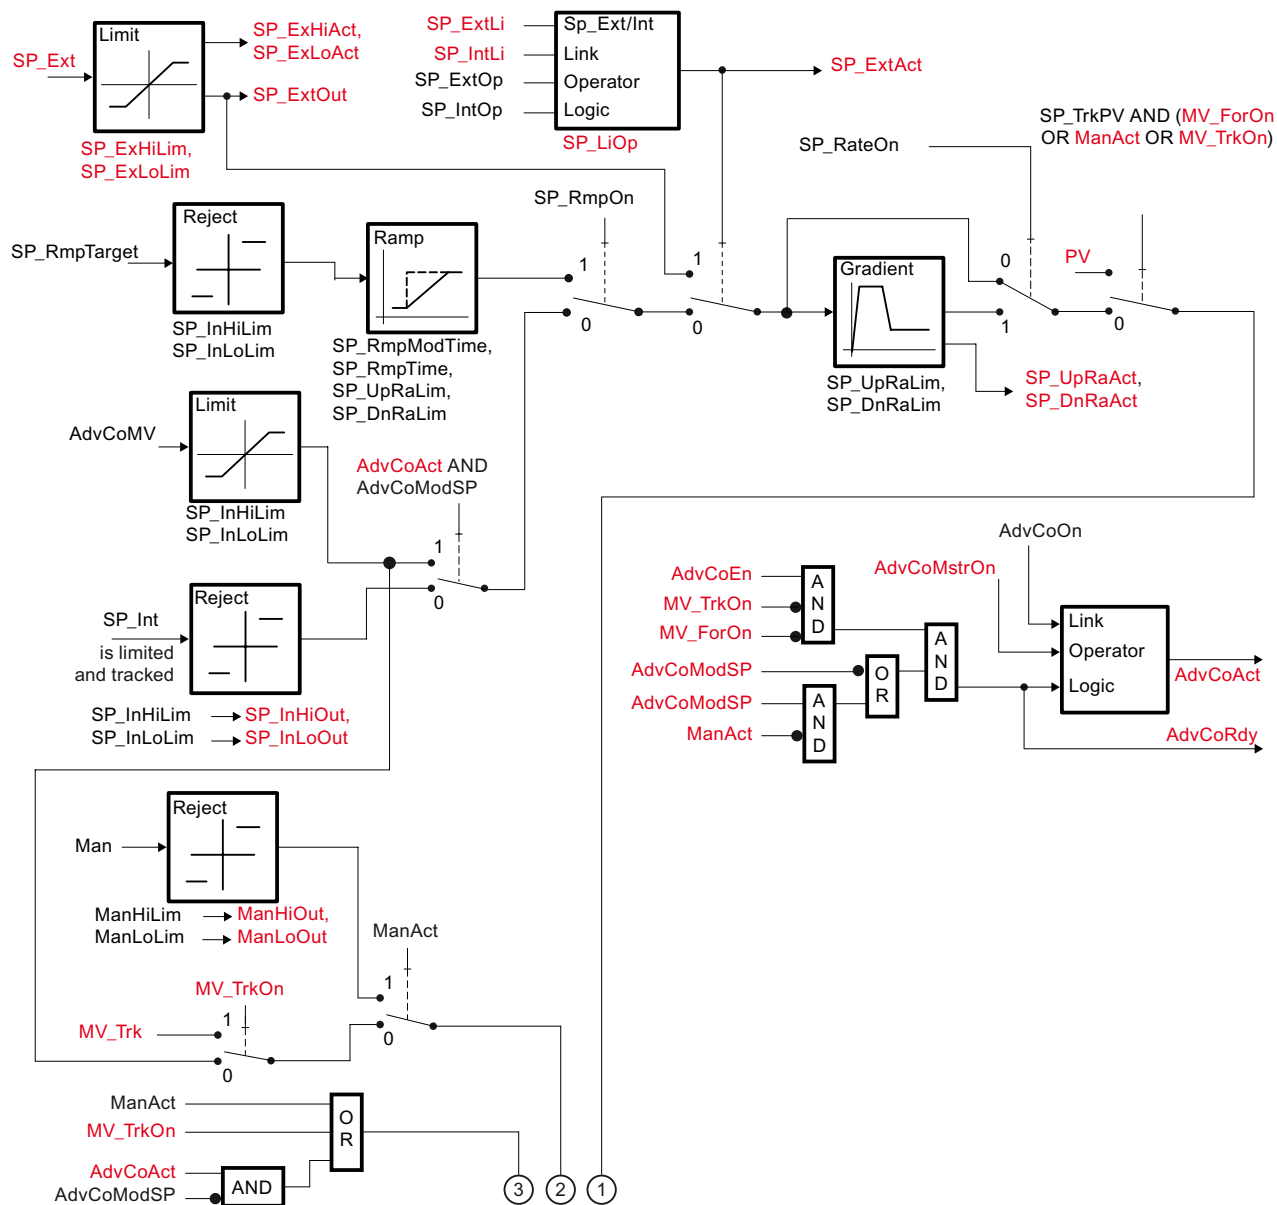 Limit
SP_Ext
SP_ExHiAct,
SP_ExLoAct
SP_ExtOut
SP_ExHiLim,
SP_ExLoLim
SP_ExtLi
SP_IntLi
SP_ExtOp
SP_IntOp
Sp_Ext/Int
Link
Operator
Logic
SP_LiOp
SP_ExtAct
SP_TrkPV AND (MV_ForOn
OR ManAct OR MV_TrkOn)
SP_RateOn
SP_RmpOn
SP_RmpTarget
Reject
SP_InHiLim
SP_InLoLim
Ramp
SP_RmpModTime,
SP_RmpTime,
SP_UpRaLim,
SP_DnRaLim
1
0
1
0
Gradient
SP_UpRaLim,
SP_DnRaLim
0
1
PV
0
SP_UpRaAct,
SP_DnRaAct
AdvCoMV
Limit
SP_InHiLim
SP_InLoLim
AdvCoAct AND
AdvCoModSP
1
0
SP_Int
is limited
and tracked
Reject
SP_InHiLim
SP_InLoLim
SP_InHiOut,
SP_InLoOut
AdvCoOn
AdvCoMstrOn
AdvCoEn
MV_TrkOn
MV_ForOn
AND
AdvCoModSP
AdvCoModSP
ManAct
AND
OR
AND
Link
Operator
Logic
AdvCoAct
AdvCoRdy
Man
Reject
ManHiLim
ManLoLim
ManHiOut,
ManLoOut
ManAct
1
0
MV_TrkOn
MV_Trk
1
0
ManAct
MV_TrkOn
AdvCoAct
AdvCoModSP
AND
OR
3
2
1